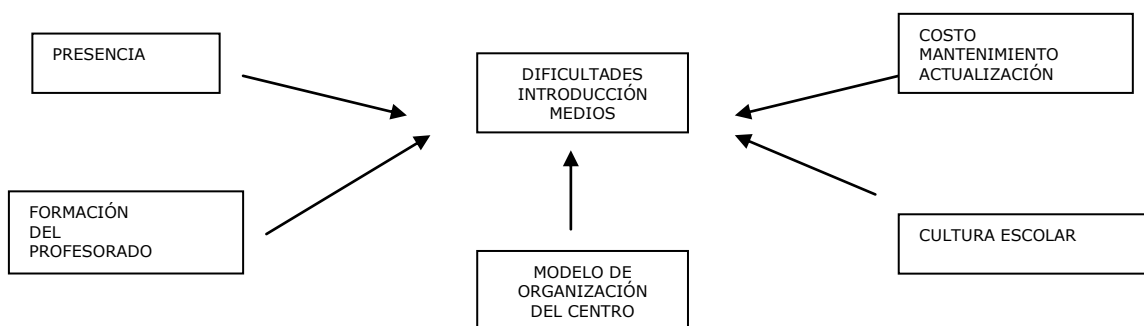 PRESENCIA
DIFICULTADES
INTRODUCCIÓN
MEDIOS
COSTO
MANTENIMIENTO
ACTUALIZACIÓN
FORMACIÓN
DEL
PROFESORADO
MODELO DE
ORGANIZACIÓN
DEL CENTRO
CULTURA ESCOLAR